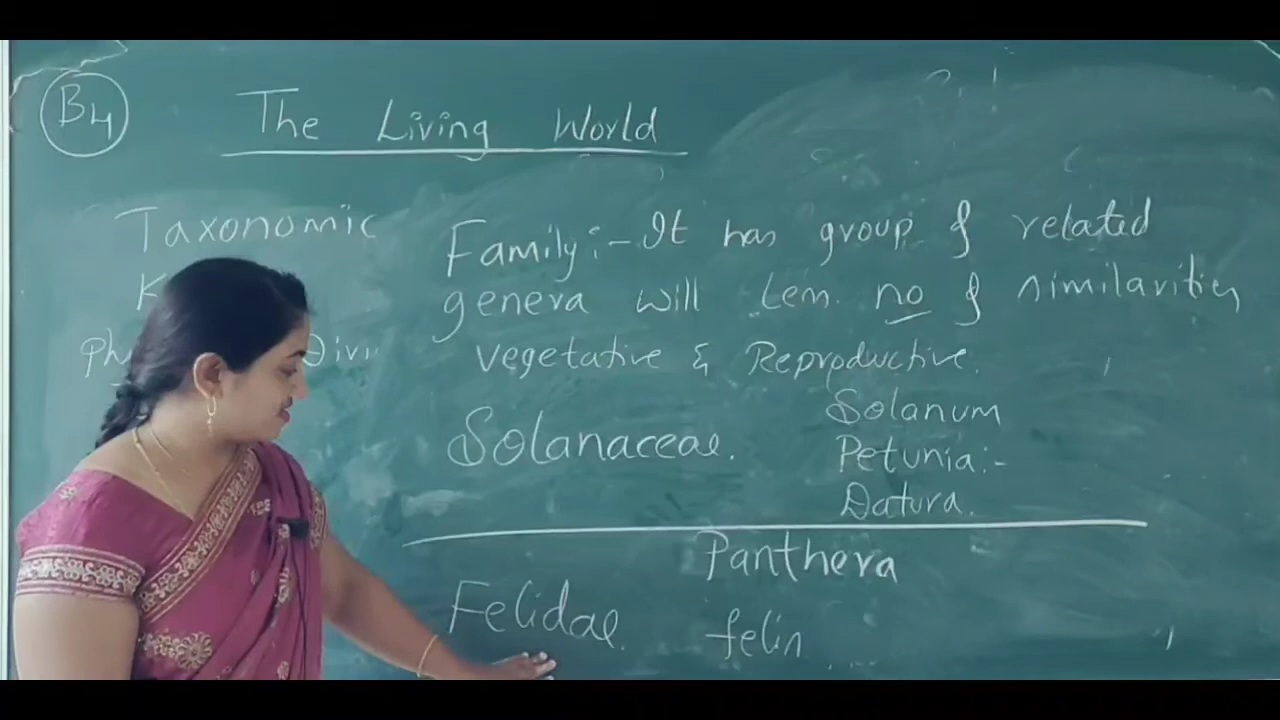 B4
The Living World
Taxonomic
Family:- It has group of related
genera will less no of similarities
vegetative & Reproductive.
Solanaceae.
Solanum
Petunia:-
Datura.
Panthera
Felidae.
felin